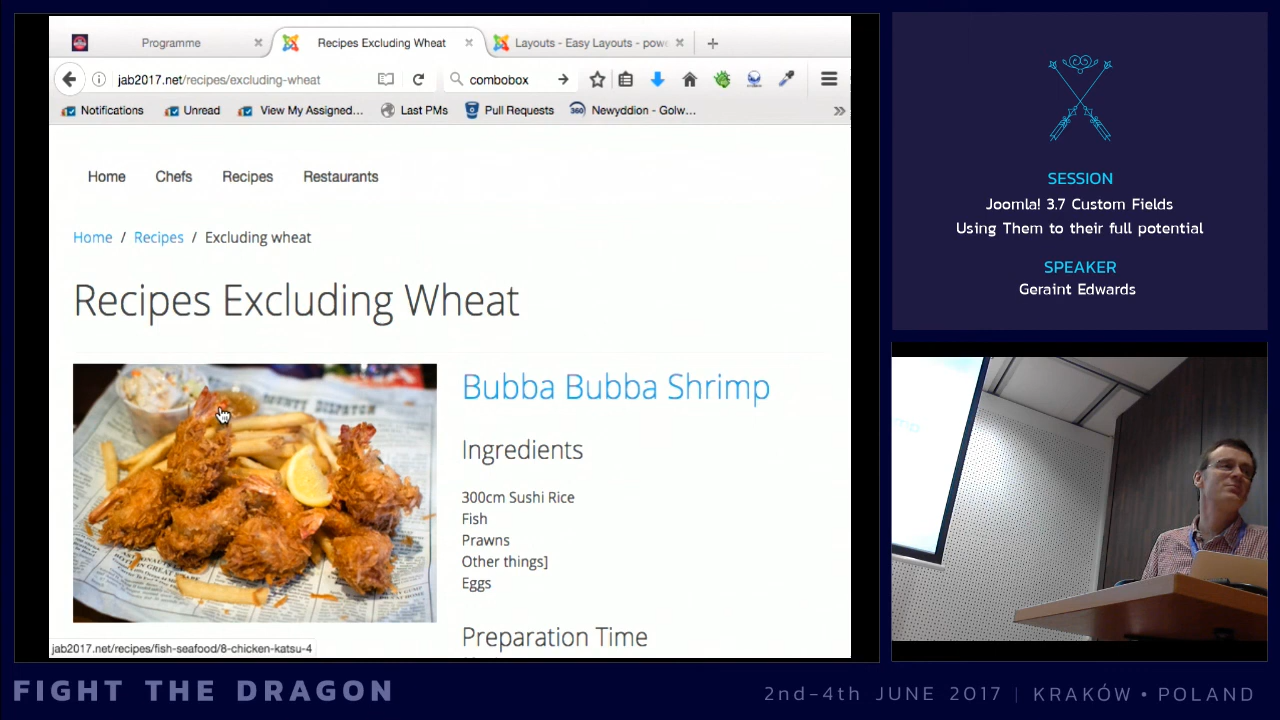 Programme
Recipes Excluding Wheat
Layouts - Easy Layouts - powe
jab2017.net/recipes/excluding-wheat
combobox
Notifications
Unread
View My Assigned...
Last PMs
Pull Requests
360
Newyddion - Golw...
Home
Chefs
Recipes
Restaurants
Home / Recipes / Excluding wheat
Recipes Excluding Wheat
Bubba Bubba Shrimp
Ingredients
300cm Sushi Rice
Fish
Prawns
Other things]
Eggs
Preparation Time
jab2017.net/recipes/fish-seafood/8-chicken-katsu-4
SESSION
Joomla! 3.7 Custom Fields
Using Them to their full potential
SPEAKER
Geraint Edwards
FIGHT THE DRAGON
2nd-4th JUNE 2017 | KRAKÓW • POLAND